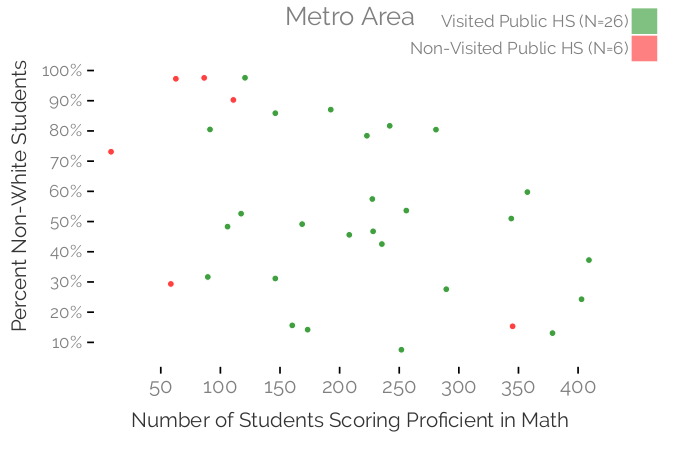 Metro Area
Visited Public HS (N=26)
Non-Visited Public HS (N=6)
Percent Non-White Students
100%
90%
80%
70%
60%
50%
40%
30%
20%
10%
50 100 150 200 250 300 350 400
Number of Students Scoring Proficient in Math